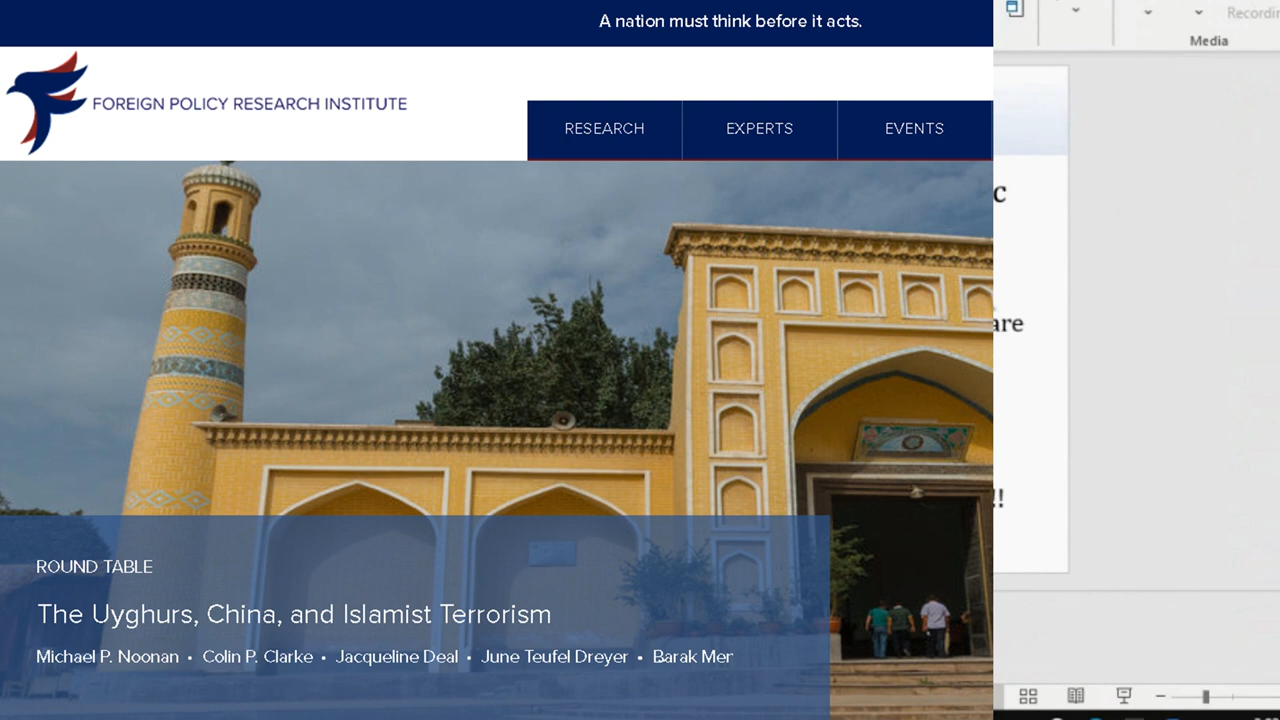 A nation must think before it acts.
FOREIGN POLICY RESEARCH INSTITUTE
RESEARCH EXPERTS EVENTS
ROUND TABLE
The Uyghurs, China, and Islamist Terrorism
Michael P. Noonan • Colin P. Clarke • Jacqueline Deal • June Teufel Dreyer • Barak Mer
Media
c
are
!!